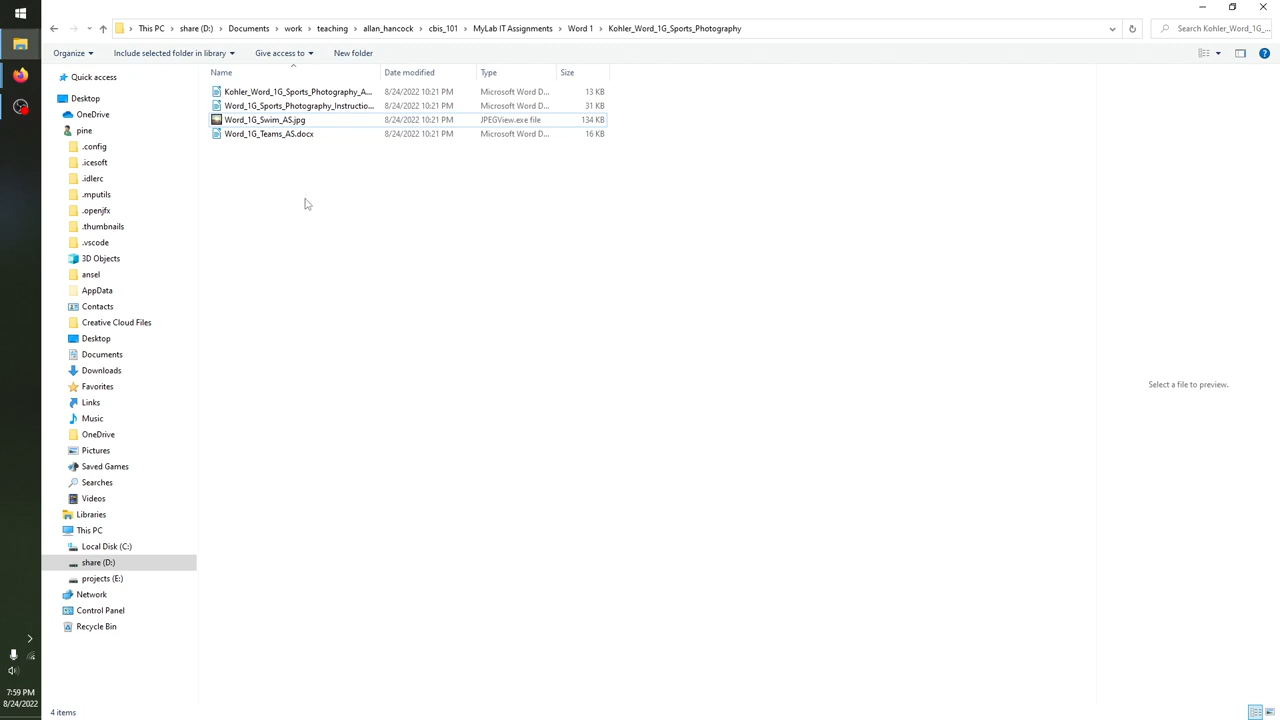 This PC > share (D:) > Documents > work > teaching > allan_hancock > cbis_101 > MyLab IT Assignments > Word 1 > Kohler_Word_1G_Sports_Photography
Search Kohler_Word_1G_...
Organize Include selected folder in library Give access to New folder
Name Date modified Type Size
Kohler_Word_1G_Sports_Photography_A... 8/24/2022 10:21 PM Microsoft Word D... 13 KB
Word_1G_Sports_Photography_Instructio... 8/24/2022 10:21 PM Microsoft Word D... 31 KB
Word_1G_Swim_AS.jpg 8/24/2022 10:21 PM JPEGView.exe file 134 KB
Word_1G_Teams_AS.docx 8/24/2022 10:21 PM Microsoft Word D... 16 KB
Quick access
Desktop
OneDrive
pine
.config
.icesoft
.idlerc
.mputils
.openjfx
.thumbnails
.vscode
3D Objects
ansel
AppData
Contacts
Creative Cloud Files
Desktop
Documents
Downloads
Favorites
Links
Music
OneDrive
Pictures
Saved Games
Searches
Videos
Libraries
This PC
Local Disk (C:)
share (D:)
projects (E:)
Network
Control Panel
Recycle Bin
Select a file to preview.
7:59 PM
8/24/2022
4 items